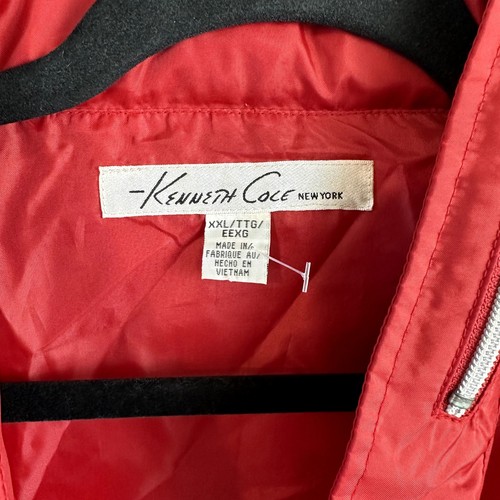 Kenneth Cole NEW YORK
XXL/TTG/
EEXG
MADE IN/
FABRIQUE AU/
HECHO EN
VIETNAM